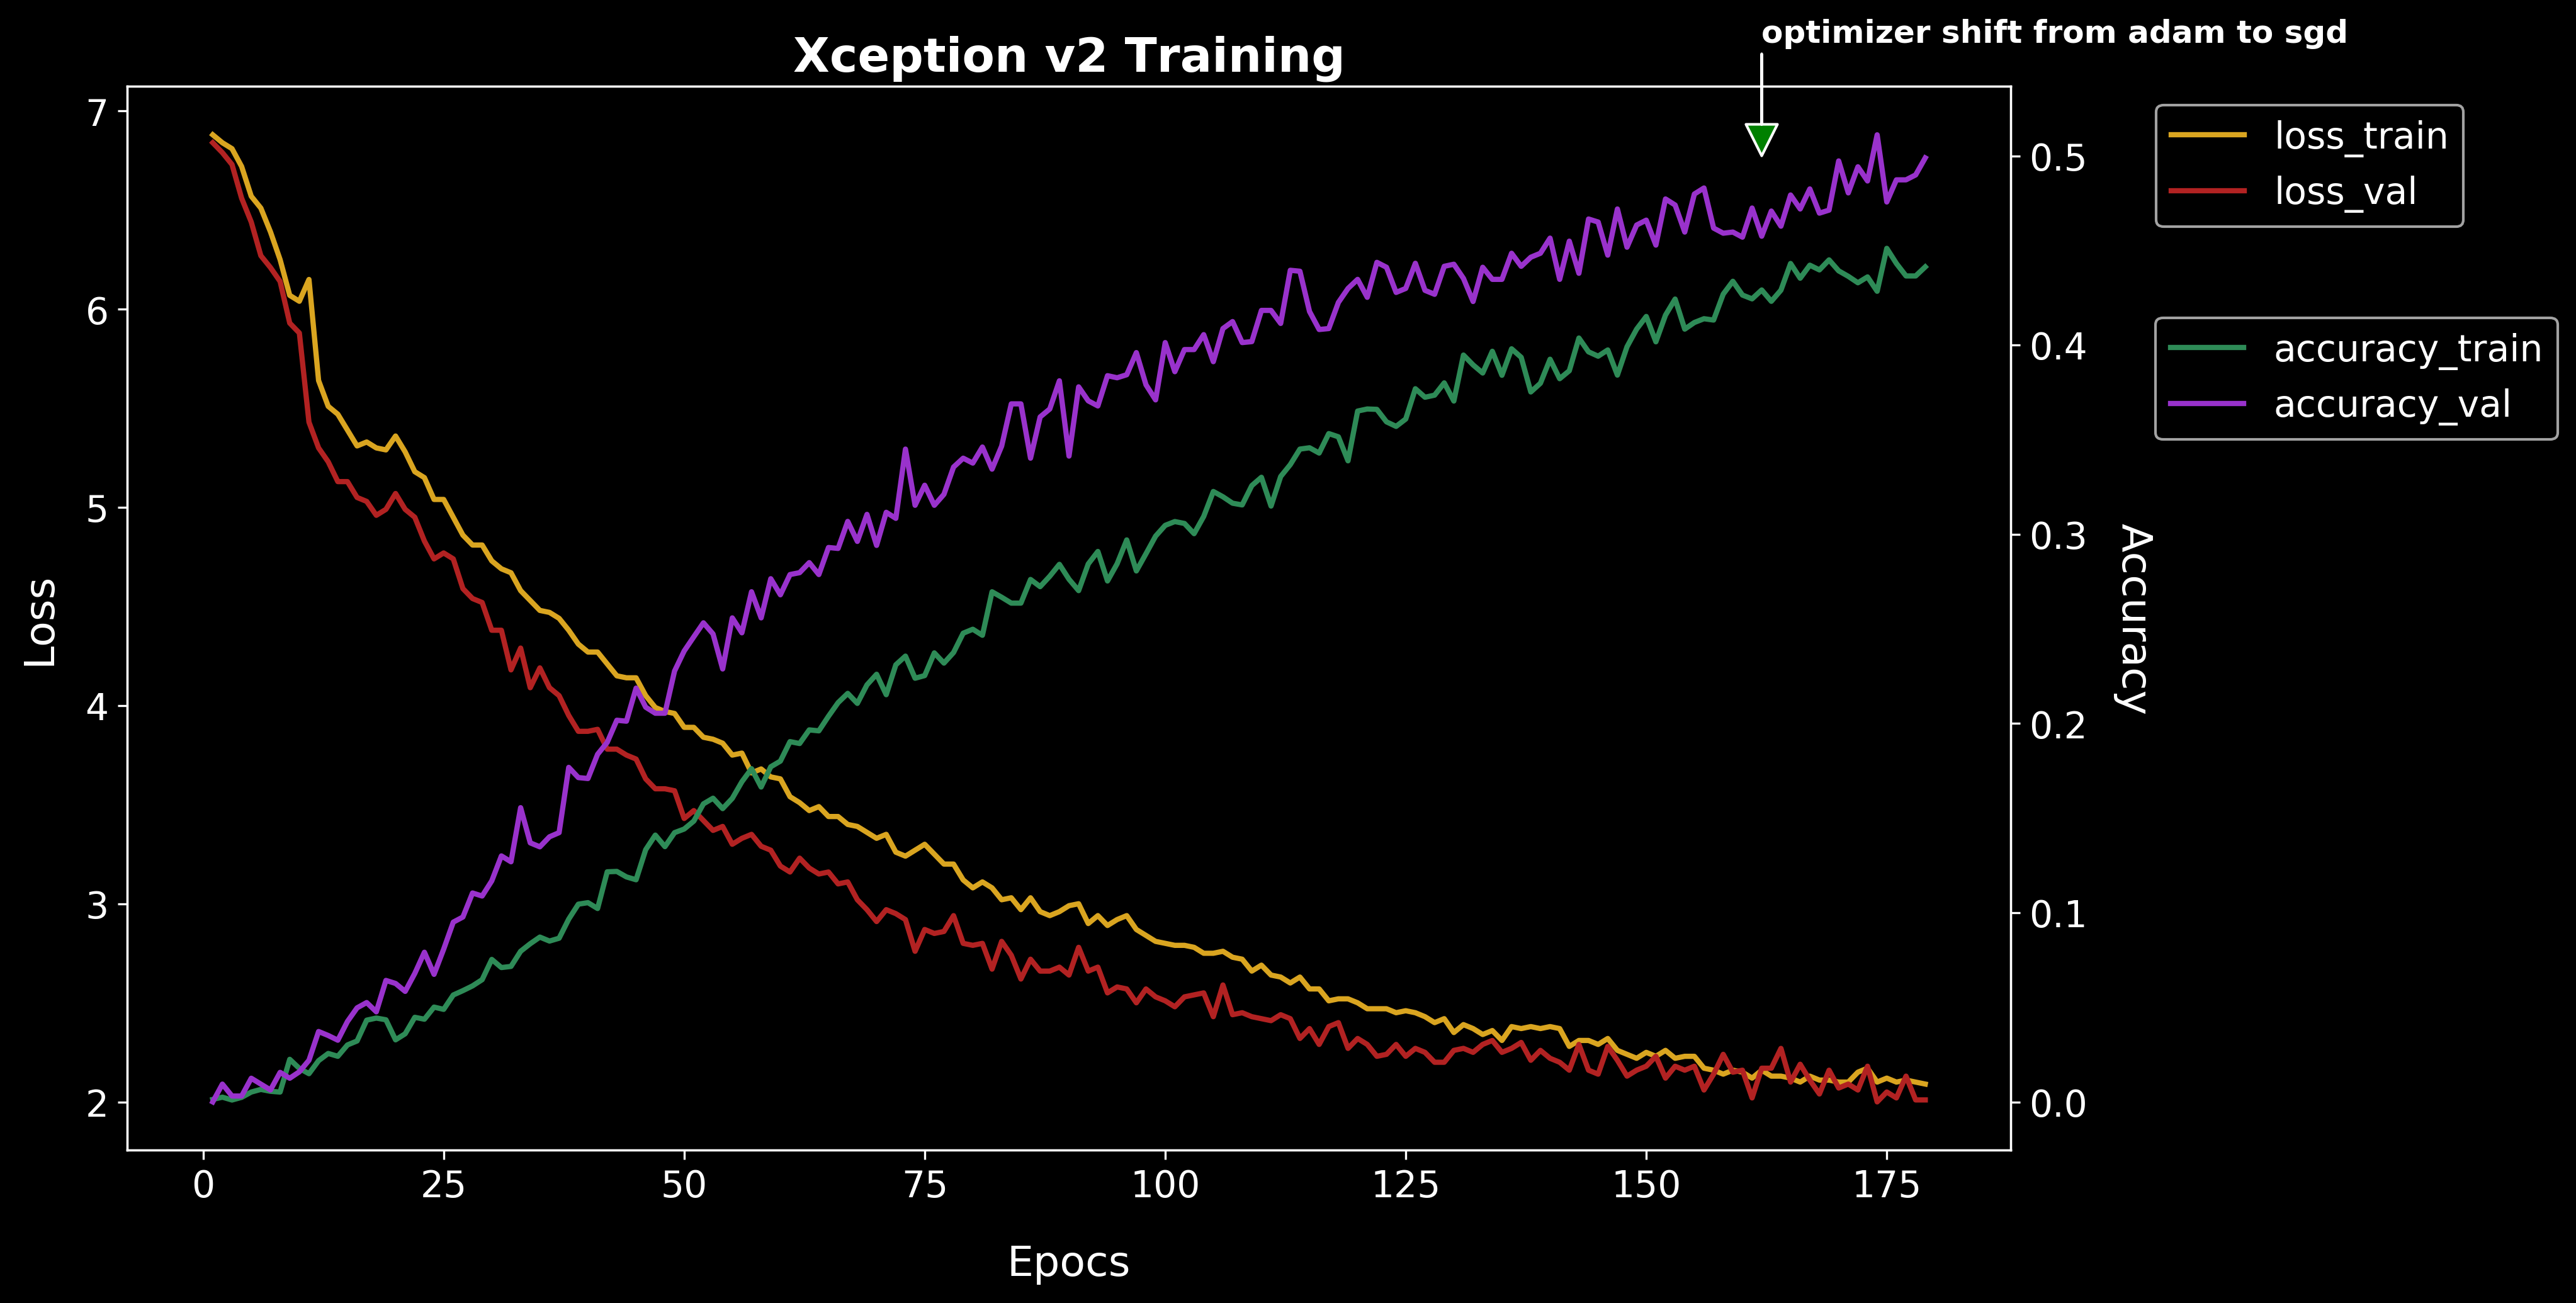 optimizer shift from adam to sgd
Xception v2 Training
7
6
5
4
3
2
Loss
0.5
0.4
0.3
0.2
0.1
0.0
Accuracy
loss_train
loss_val
accuracy_train
accuracy_val
0 25 50 75 100 125 150 175
Epocs